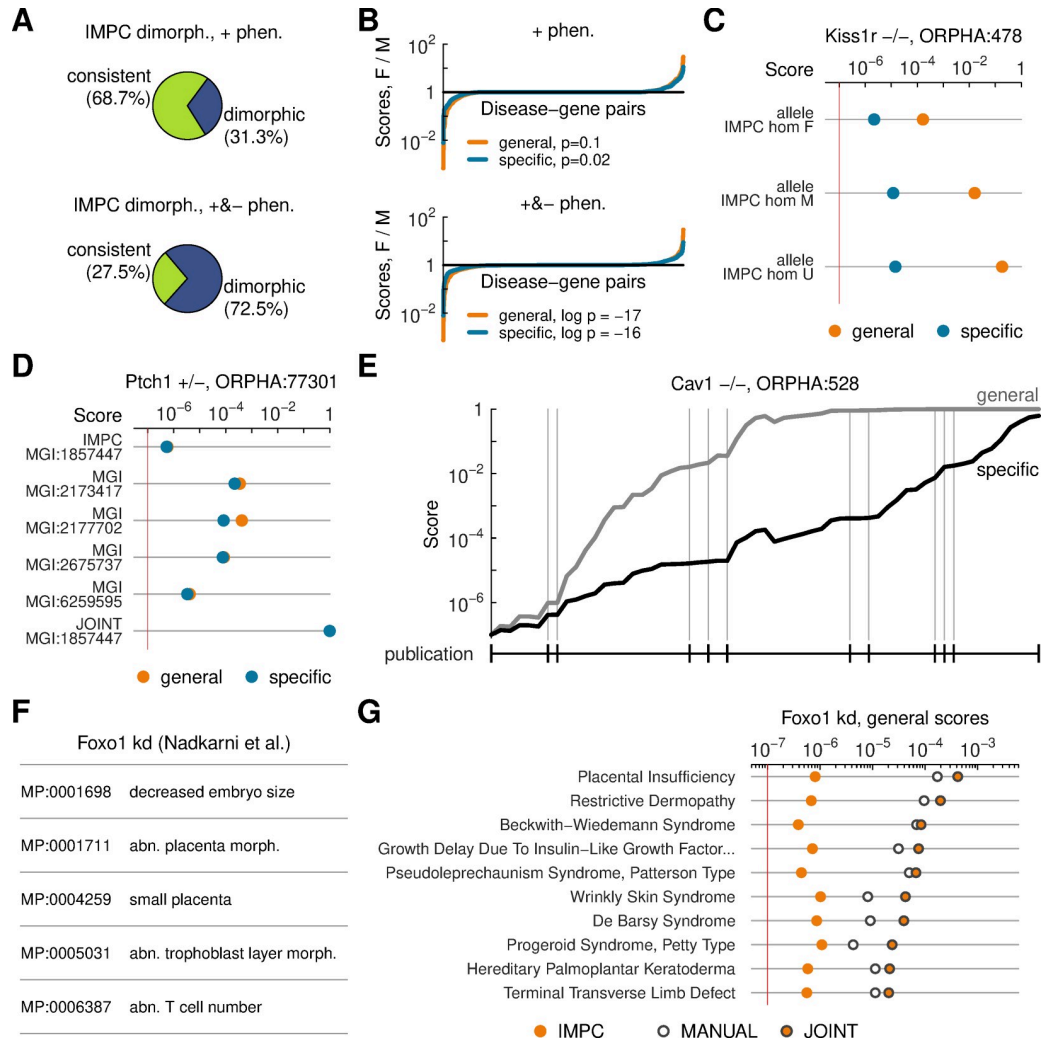 A
IMPC dimorph., + phen.
consistent
(68.7%)
dimorphic
(31.3%)
IMPC dimorph., +&− phen.
consistent
(27.5%)
dimorphic
(72.5%)
B
+ phen.
Scores, F / M
10^2
1
10^−2
Disease−gene pairs
general, p=0.1
specific, p=0.02
+&− phen.
Scores, F / M
10^2
1
10^−2
Disease−gene pairs
general, log p = −17
specific, log p = −16
C
Kiss1r −/−, ORPHA:478
Score
10^−6 10^−4 10^−2 1
allele
IMPC hom F
allele
IMPC hom M
allele
IMPC hom U
general specific
D
Ptch1 +/−, ORPHA:77301
Score
10^−6 10^−4 10^−2 1
IMPC
MGI:1857447
MGI
MGI:2173417
MGI
MGI:2177702
MGI
MGI:2675737
MGI
MGI:6259595
JOINT
MGI:1857447
general specific
E
Cav1 −/−, ORPHA:528
general
specific
Score
1
10^−2
10^−4
10^−6
publication
F
Foxo1 kd (Nadkarni et al.)
MP:0001698 decreased embryo size
MP:0001711 abn. placenta morph.
MP:0004259 small placenta
MP:0005031 abn. trophoblast layer morph.
MP:0006387 abn. T cell number
G
Foxo1 kd, general scores
10^−7 10^−6 10^−5 10^−4 10^−3
Placental Insufficiency
Restrictive Dermopathy
Beckwith−Wiedemann Syndrome
Growth Delay Due To Insulin−Like Growth Factor...
Pseudoleprechaunism Syndrome, Patterson Type
Wrinkly Skin Syndrome
De Barsy Syndrome
Progeroid Syndrome, Petty Type
Hereditary Palmoplantar Keratoderma
Terminal Transverse Limb Defect
IMPC MANUAL JOINT